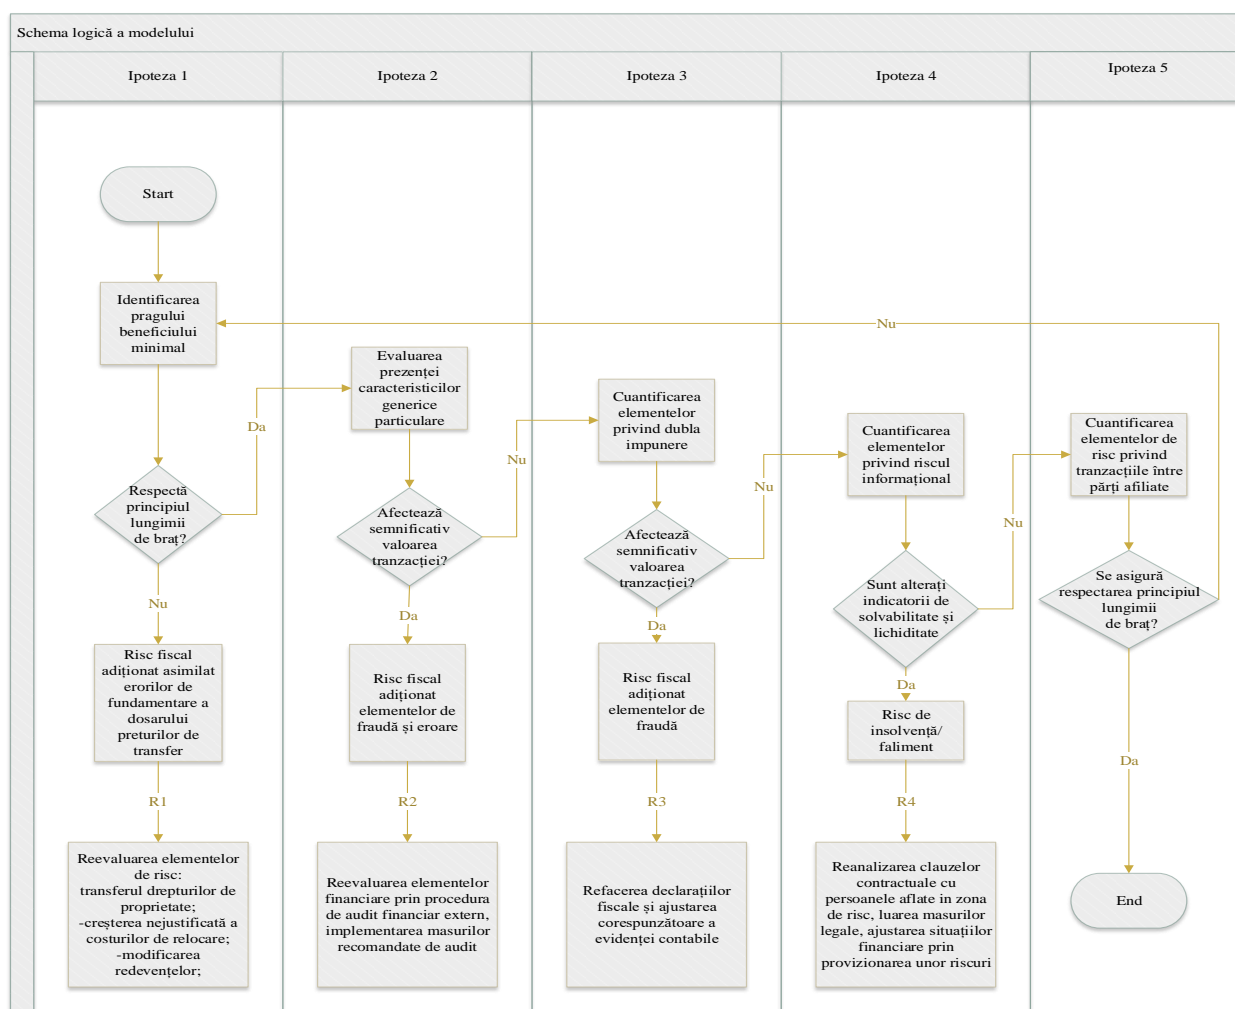 Schema logică a modelului
Ipoteza 1
Ipoteza 2
Ipoteza 3
Ipoteza 4
Ipoteza 5
Start
Identificarea
pragului
beneficiului
minimal
Respectă
principiul
lungimii
de braț?
Da
Nu
Risc fiscal
adiționat asimilat
erorilor de
fundamentare a
dosarului
preturilor de
transfer
R1
Reevaluarea elementelor
de risc:
transferul drepturilor de
proprietate;
-creșterea nejustificată a
costurilor de relocare;
-modificarea
redevențelor;
Evaluarea
prezenței
caracteristicilor
generice
particulare
Afectează
semnificativ
valoarea
tranzacției?
Nu
Da
Risc fiscal
adiționat
elementelor de
fraudă și eroare
R2
Reevaluarea elementelor
financiare prin procedura
de audit financiar extern,
implementarea masurilor
recomandate de audit
Cuantificarea
elementelor
privind dubla
impunere
Afectează
semnificativ
valoarea
tranzacției?
Nu
Da
Risc fiscal
adiționat
elementelor de
fraudă
R3
Refacerea declarațiilor
fiscale și ajustarea
corespunzătoare a
evidenței contabile
Cuantificarea
elementelor
privind riscul
informațional
Sunt alterați
indicatorii de
solvabilitate și
lichiditate
Nu
Da
Risc de
insolvență/
faliment
R4
Reanalizarea clauzelor
contractuale cu
persoanele aflate in zona
de risc, luarea masurilor
legale, ajustarea situațiilor
financiare prin
provizionarea unor riscuri
Cuantificarea
elementelor de
risc privind
tranzacțiile între
părți afiliate
Se asigură
respectarea principiul
lungimii
de braț?
Nu
Da
End